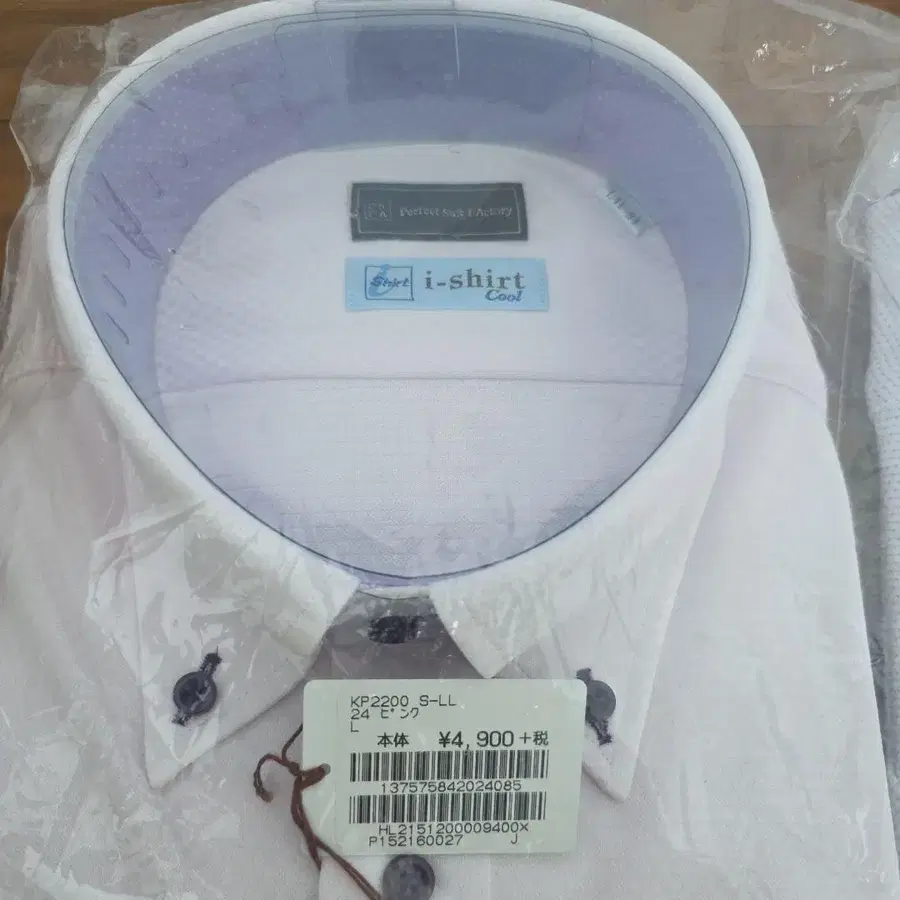 Perfect Suit FActory
i-shirt
Cool
i
Shirt
KP2200 S-LL
24 ピンク
L
本体 ¥4,900+税
137575842024085
HL2151200009400X
P152160027 J